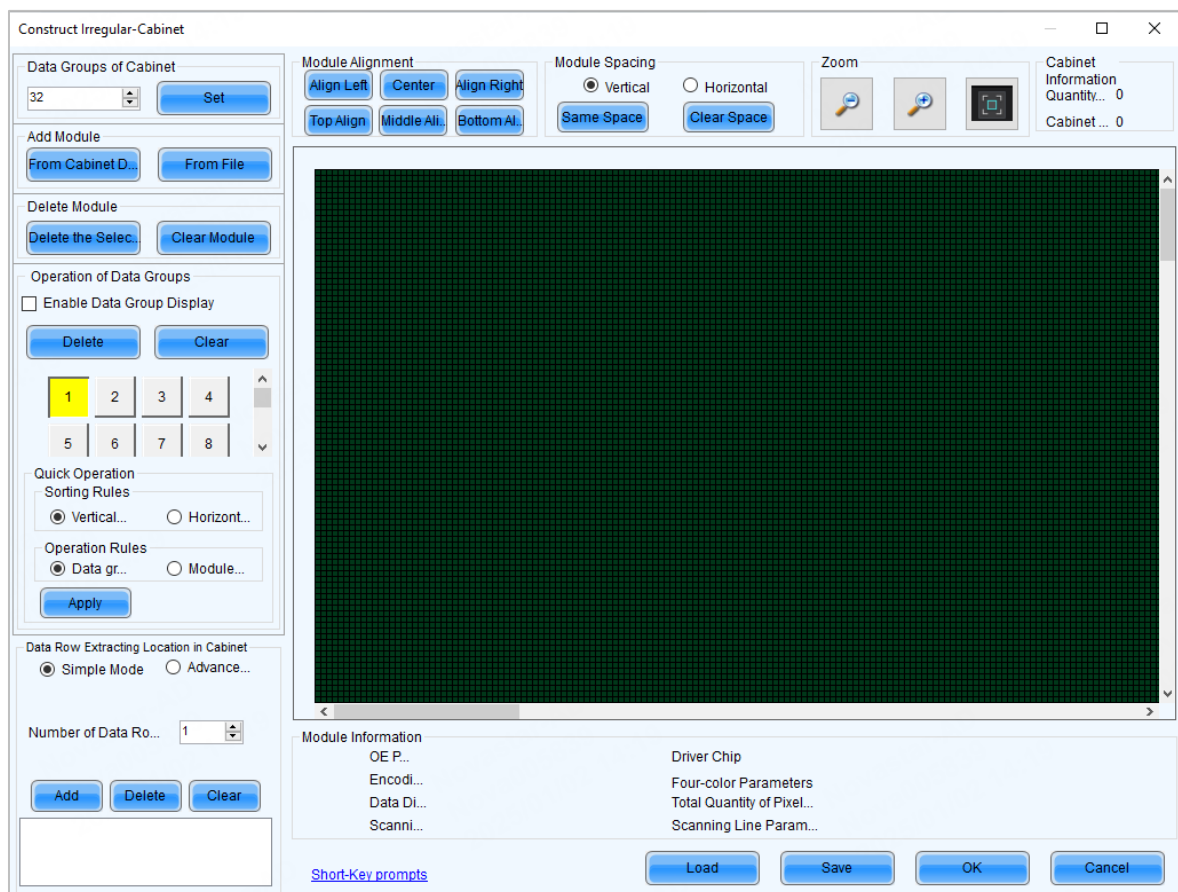 Construct Irregular-Cabinet
Data Groups of Cabinet
32
Set
Add Module
From Cabinet D...
From File
Delete Module
Delete the Selec...
Clear Module
Operation of Data Groups
Enable Data Group Display
Delete
Clear
1 2 3 4
5 6 7 8
Quick Operation
Sorting Rules
Vertical...
Horizont...
Operation Rules
Data gr...
Module...
Apply
Data Row Extracting Location in Cabinet
Simple Mode
Advance...
Number of Data Ro...
1
Add
Delete
Clear
Module Alignment
Align Left
Center
Align Right
Top Align
Middle Ali..
Bottom Al..
Module Spacing
Vertical
Horizontal
Same Space
Clear Space
Zoom
Cabinet
Information
Quantity... 0
Cabinet ... 0
Module Information
OE P...
Driver Chip
Encodi...
Four-color Parameters
Data Di...
Total Quantity of Pixel...
Scanni...
Scanning Line Param...
Short-Key prompts
Load
Save
OK
Cancel